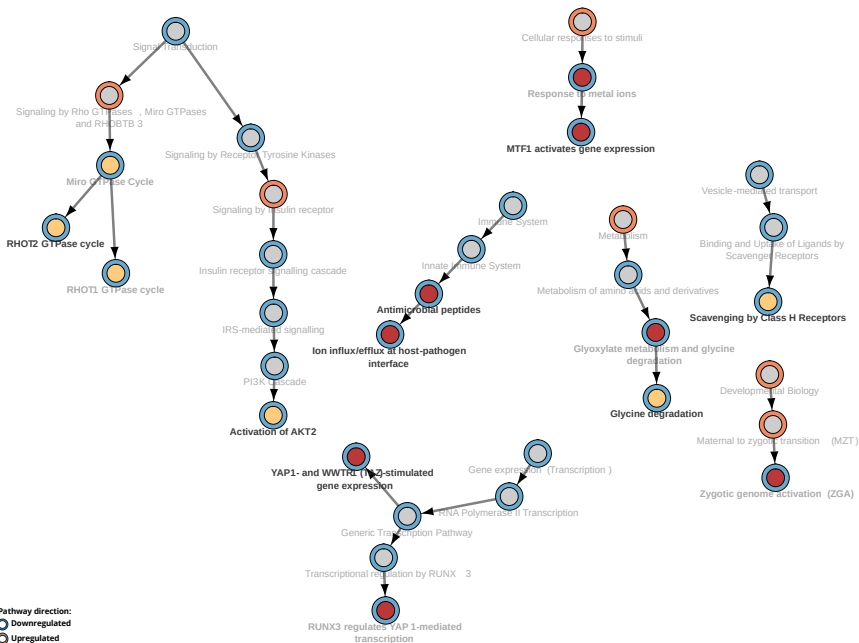 Signal Transduction
Signaling by Rho GTPases , Miro GTPases
and RHOBTB 3
Miro GTPase Cycle
RHOT2 GTPase cycle
RHOT1 GTPase cycle
Signaling by Receptor Tyrosine Kinases
Signaling by Insulin receptor
Insulin receptor signalling cascade
IRS-mediated signalling
PI3K Cascade
Activation of AKT2
Cellular responses to stimuli
Response to metal ions
MTF1 activates gene expression
Immune System
Innate Immune System
Antimicrobial peptides
Ion influx/efflux at host-pathogen
interface
Metabolism
Metabolism of amino acids and derivatives
Glyoxylate metabolism and glycine
degradation
Glycine degradation
Vesicle-mediated transport
Binding and Uptake of Ligands by
Scavenger Receptors
Scavenging by Class H Receptors
Developmental Biology
Maternal to zygotic transition (MZT)
Zygotic genome activation (ZGA)
Gene expression (Transcription )
RNA Polymerase II Transcription
Generic Transcription Pathway
YAP1- and WWTR1 (TAZ)-stimulated
gene expression
Transcriptional regulation by RUNX 3
RUNX3 regulates YAP 1-mediated
transcription
Pathway direction:
Downregulated
Upregulated